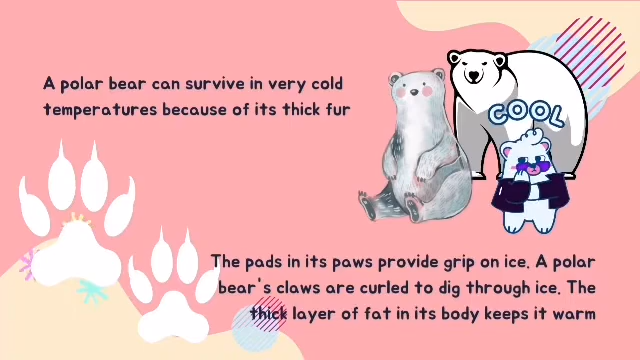 A polar bear can survive in very cold
temperatures because of its thick fur
COOL
The pads in its paws provide grip on ice. A polar
bear's claws are curled to dig through ice. The
thick layer of fat in its body keeps it warm